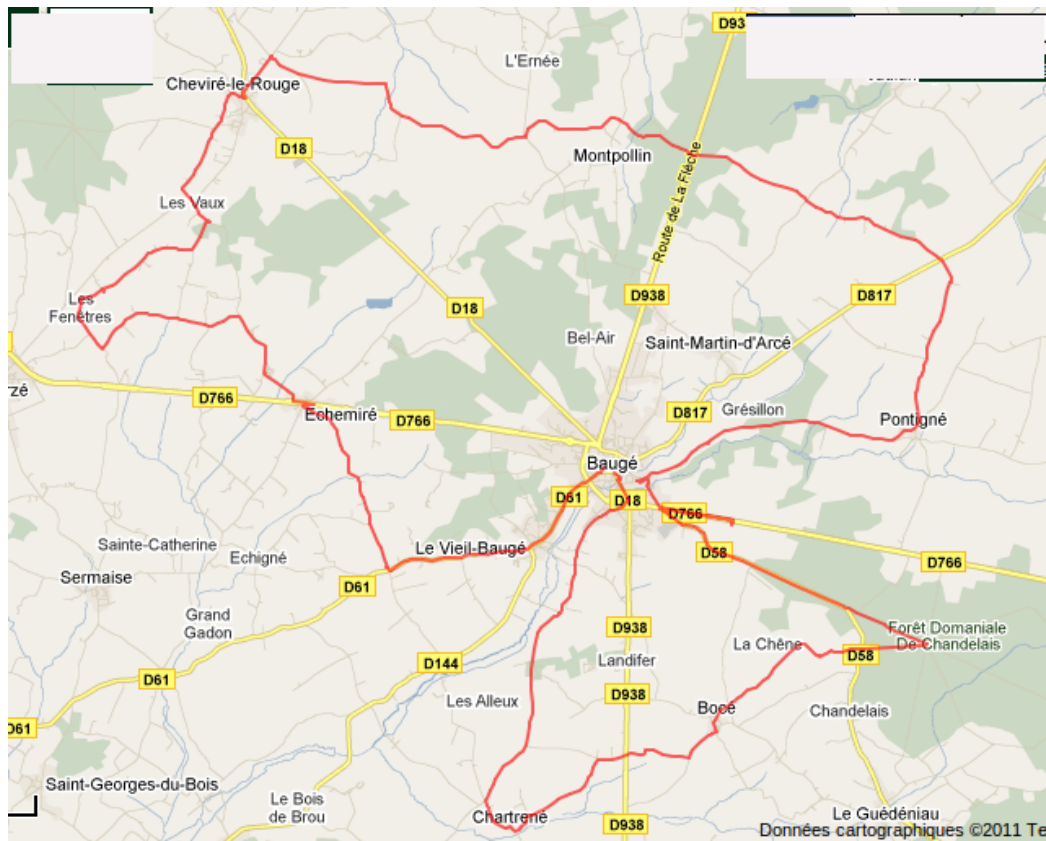 D93
L'Ernée
Cheviré-le-Rouge
D18
Montpollin
Route de La Flèche
Les Vaux
Les
Fenêtres
D938
D817
D18
Bel-Air
Saint-Martin-d'Arcé
rzé
D766
Echemiré
D766
D817
Grésillon
Pontigné
Baugé
D61
D18
D766
Sainte-Catherine
Echigné
Le Vieil-Baugé
D58
D766
Sermaise
D61
Grand
Gadon
D938
Forêt Domaniale
De Chandelais
La Chêne
D58
D144
Landifer
D61
D938
Les Alleux
Bocé
Chandelais
D61
Saint-Georges-du-Bois
Le Bois
de Brou
Chartrené
D938
Le Guédéniau
Données cartographiques ©2011 Te